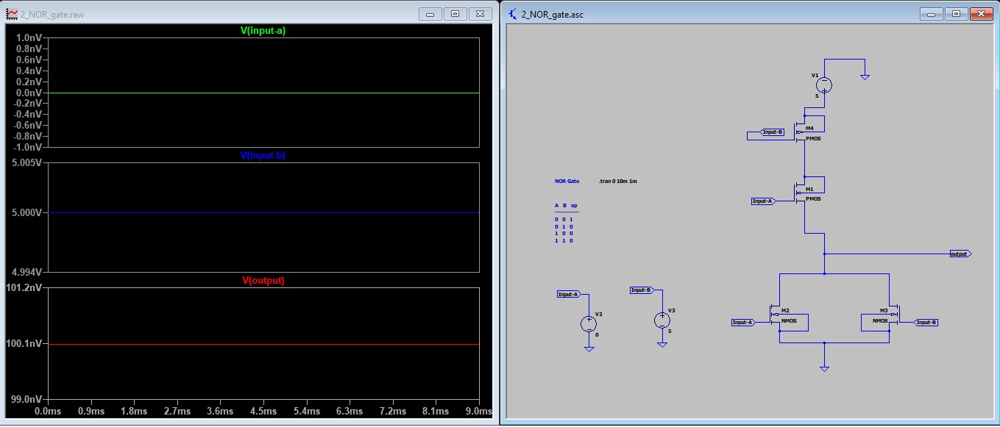 2_NOR_gate.raw
V(input-a)
1.0nV
0.8nV
0.6nV
0.4nV
0.2nV
0.0nV
-0.2nV
-0.4nV
-0.6nV
-0.8nV
-1.0nV
V(input-b)
5.005V
5.000V
4.994V
V(output)
101.2nV
100.1nV
99.0nV
0.0ms 0.9ms 1.8ms 2.7ms 3.6ms 4.5ms 5.4ms 6.3ms 7.2ms 8.1ms 9.0ms
2_NOR_gate.asc
V1
5
M4
Input-B
PMOS
NOR Gate .tran 0 10m 1m
M1
Input-A
PMOS
A B op
------------
0 0 1
0 1 0
1 0 0
1 1 0
output
Input-A
V2
0
Input-B
V3
5
M2
Input-A
NMOS
M3
NMOS
Input-B